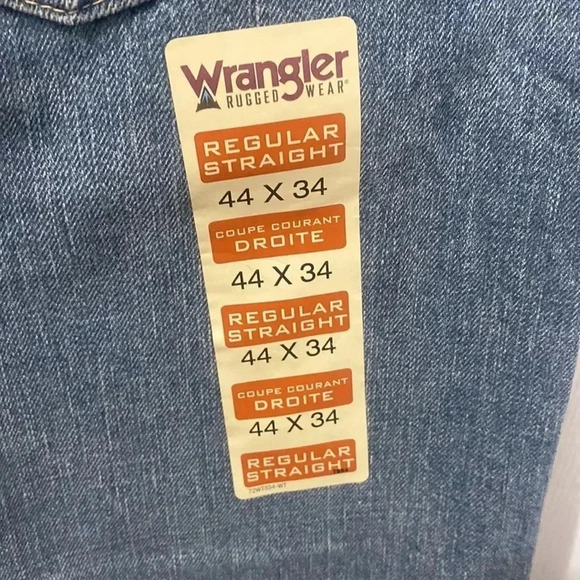 Wrangler
RUGGED WEAR®
REGULAR
STRAIGHT
44 X 34
COUPE COURANT
DROITE
44 X 34
REGULAR
STRAIGHT
44 X 34
COUPE COURANT
DROITE
44 X 34
REGULAR
STRAIGHT